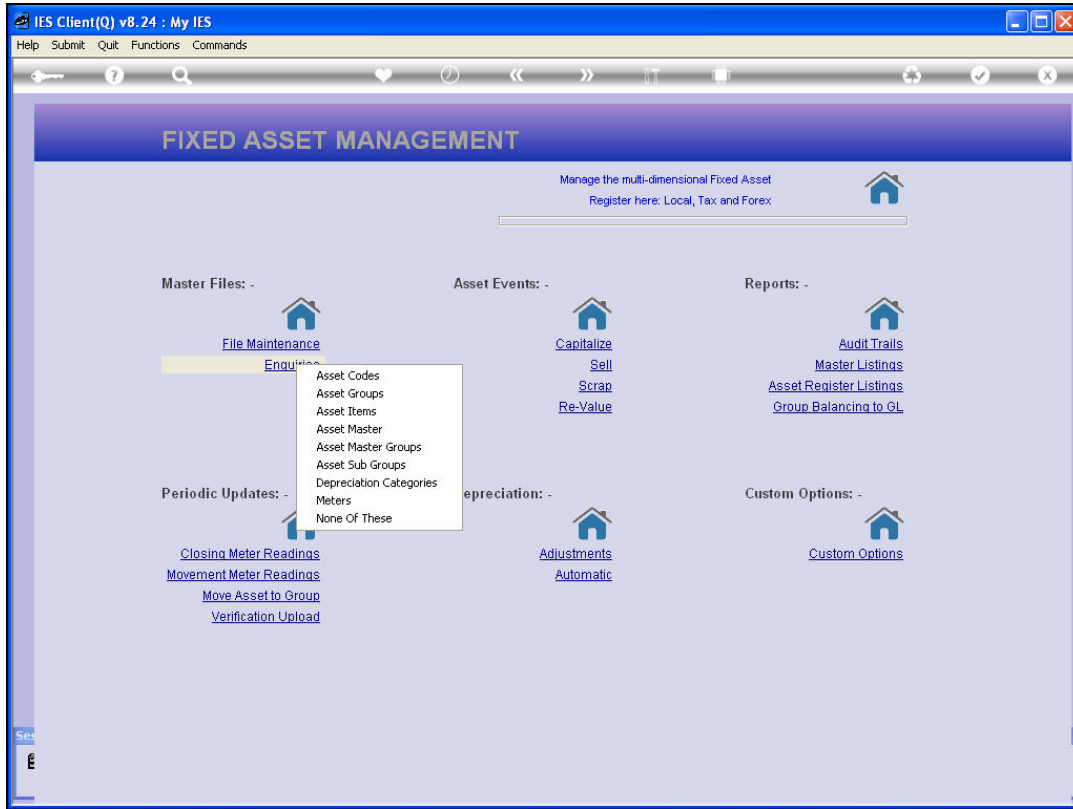 IES Client(Q) v8.24 : My IES
Help Submit Quit Functions Commands
FIXED ASSET MANAGEMENT
Manage the multi-dimensional Fixed Asset
Register here: Local, Tax and Forex
Master Files: -
File Maintenance
Asset Codes
Asset Groups
Asset Items
Asset Master
Asset Master Groups
Asset Sub Groups
Depreciation Categories
Meters
None Of These
Asset Events: -
Capitalize
Sell
Scrap
Re-Value
Reports: -
Audit Trails
Master Listings
Asset Register Listings
Group Balancing to GL
Periodic Updates: -
Closing Meter Readings
Movement Meter Readings
Move Asset to Group
Verification Upload
epreciation: -
Adjustments
Automatic
Custom Options: -
Custom Options